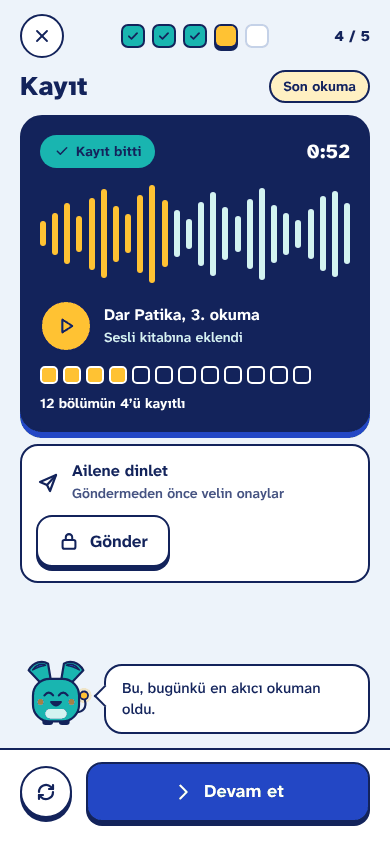 4 / 5
Kayıt
Son okuma
Kayıt bitti
0:52
Dar Patika, 3. okuma
Sesli kitabına eklendi
12 bölümün 4’ü kayıtlı
Ailene dinlet
Göndermeden önce velin onaylar
Gönder
Bu, bugünkü en akıcı okuman
oldu.
Devam et